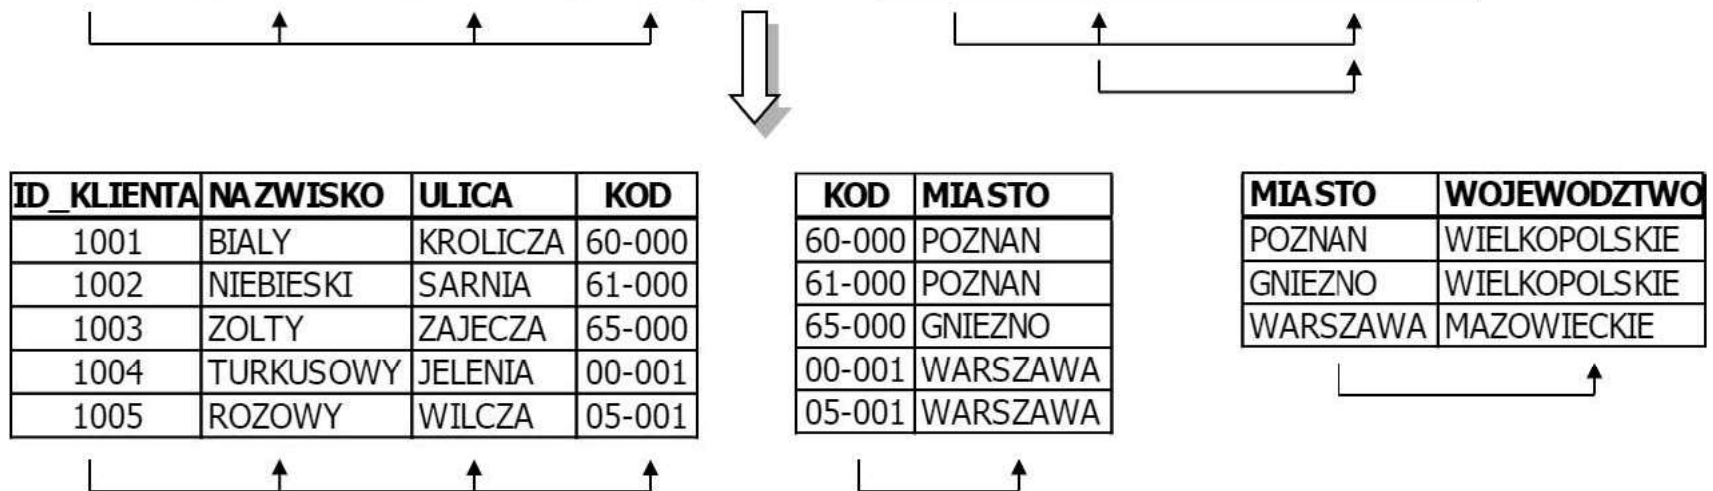 ID_KLIENTA NAZWISKO ULICA KOD
1001 BIALY KROLICZA 60-000
1002 NIEBIESKI SARNIA 61-000
1003 ZOLTY ZAJECZA 65-000
1004 TURKUSOWY JELENIA 00-001
1005 ROZOWY WILCZA 05-001
KOD MIASTO
60-000 POZNAN
61-000 POZNAN
65-000 GNIEZNO
00-001 WARSZAWA
05-001 WARSZAWA
MIASTO WOJEWODZTWO
POZNAN WIELKOPOLSKIE
GNIEZNO WIELKOPOLSKIE
WARSZAWA MAZOWIECKIE